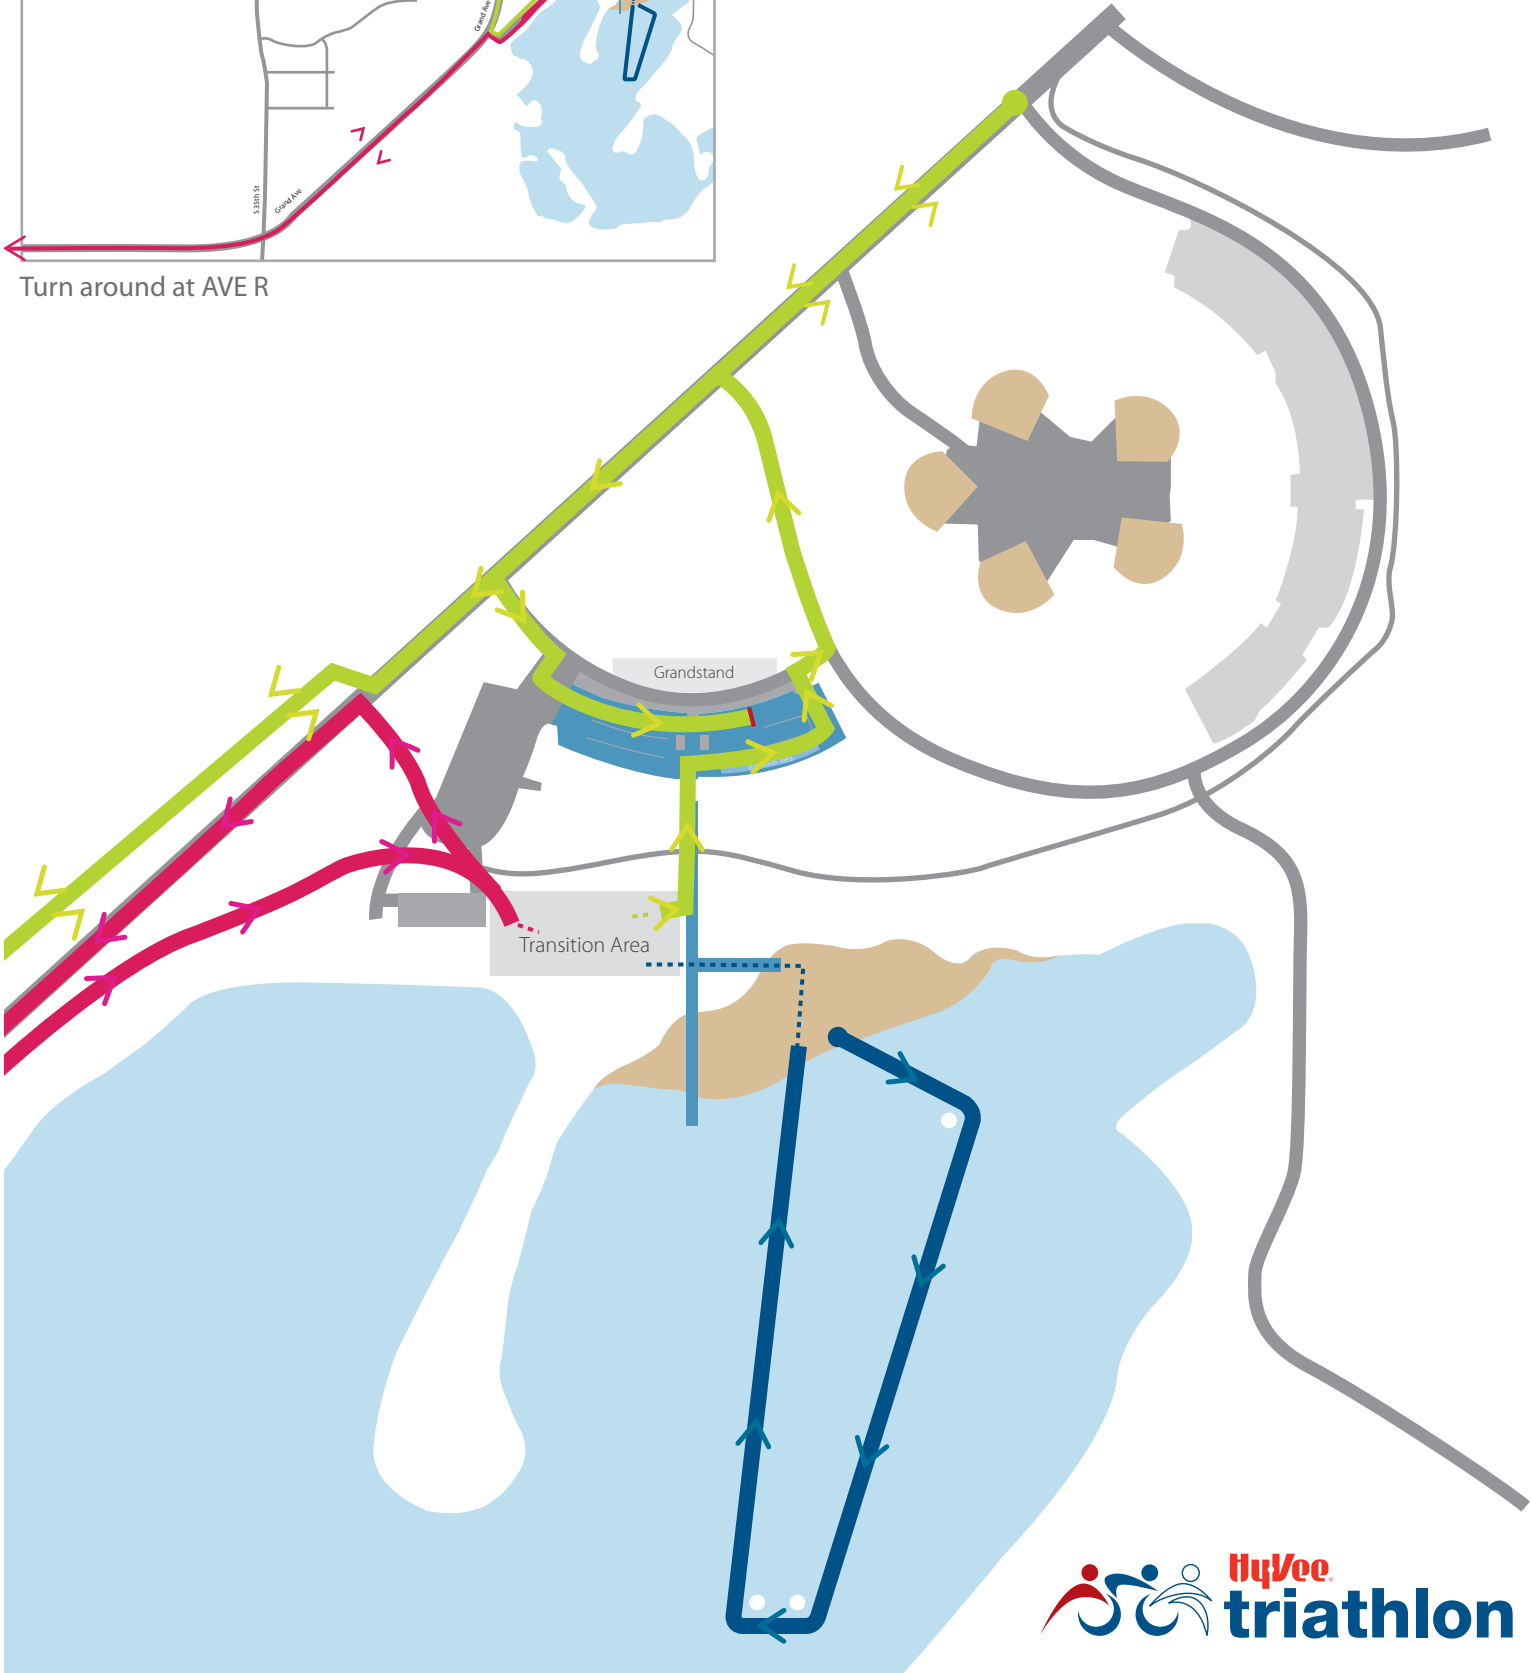 Grand Ave
S 35th St
Grand Ave
Turn around at AVE R
Grandstand
Transition Area
HyVee
triathlon